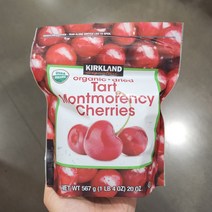 KIRKLAND
organic - dried
Tart
Montmorency
Cherries
NET WT 567 g (1 LB 4 OZ) 20 OZ.